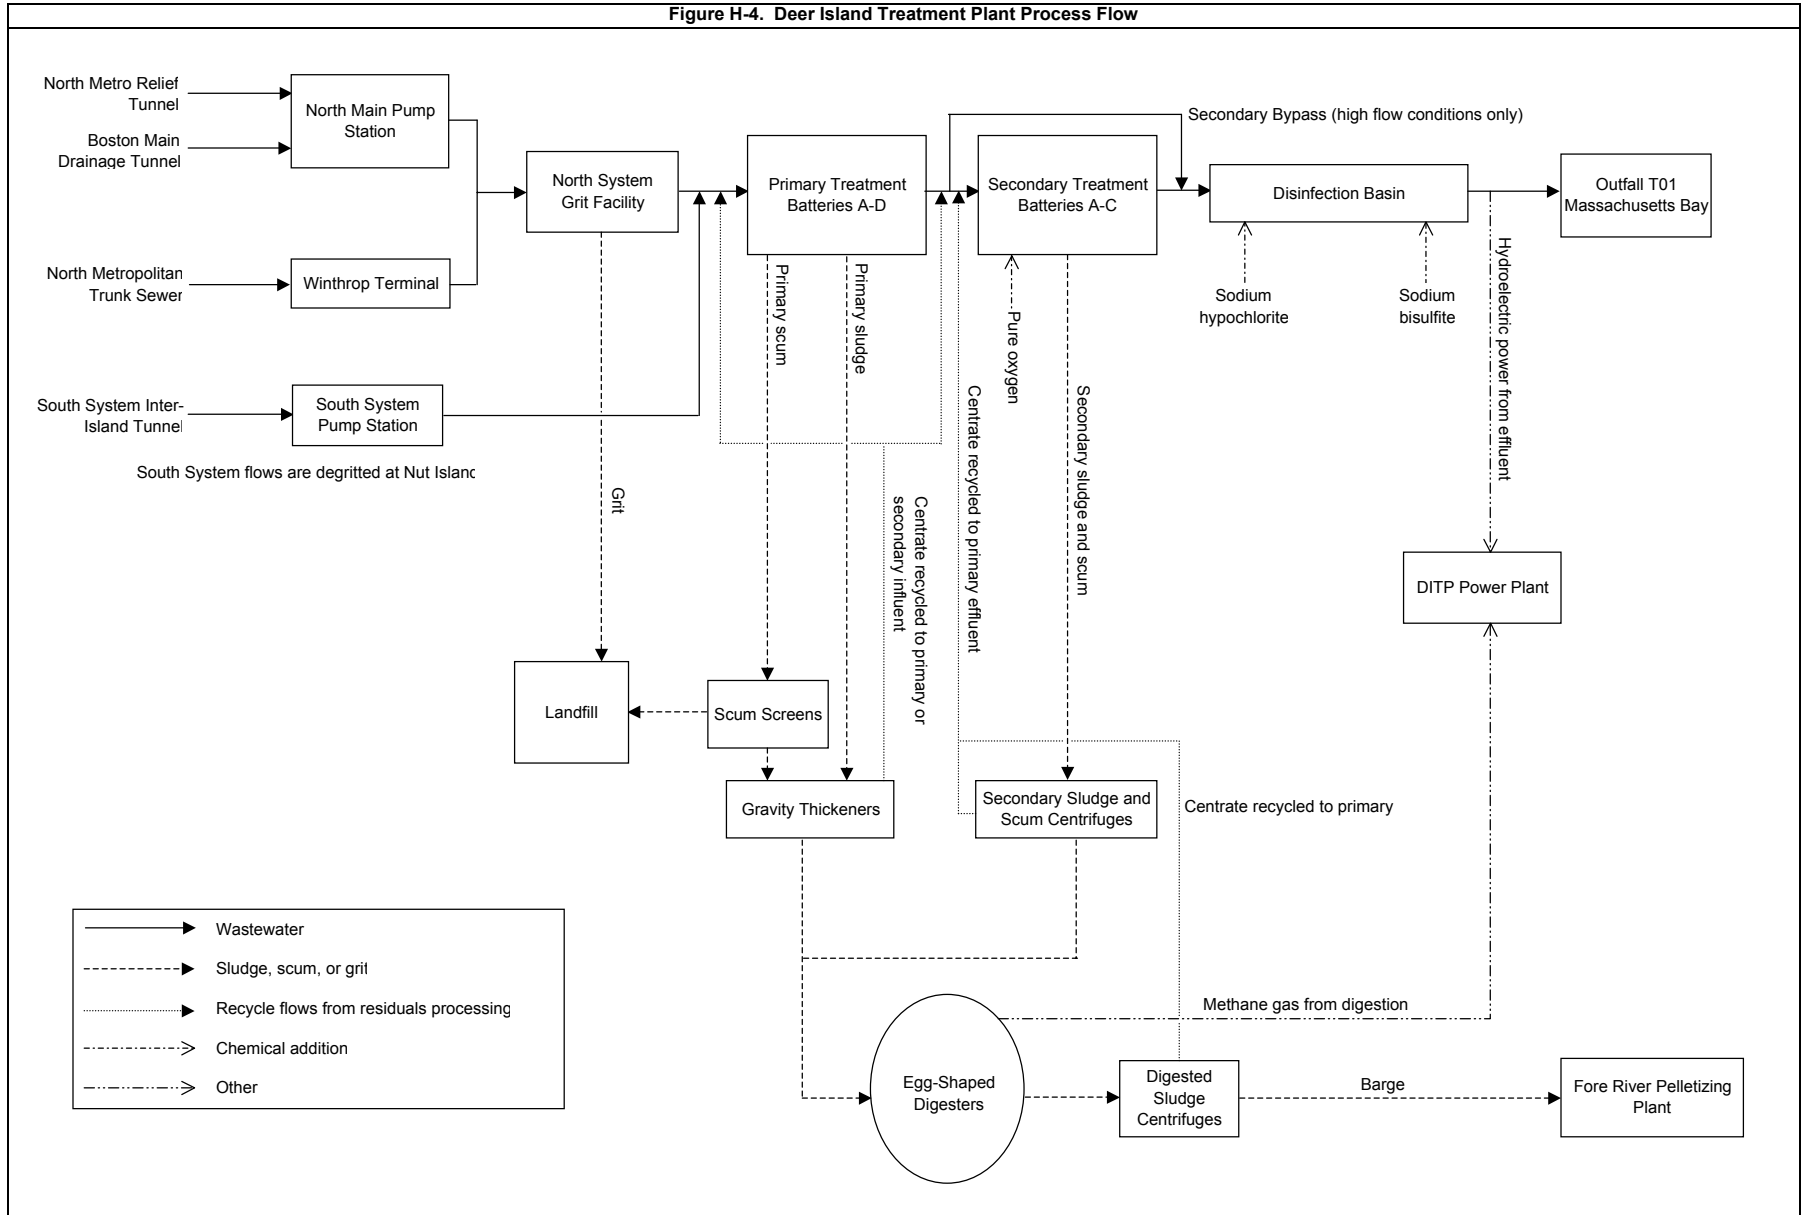 Figure H-4. Deer Island Treatment Plant Process Flow
North Metro Relief
Tunnel
Boston Main
Drainage Tunnel
North Main Pump
Station
North Metropolitan
Trunk Sewer
Winthrop Terminal
South System Inter-
Island Tunnel
South System
Pump Station
South System flows are degritted at Nut Island
North System
Grit Facility
Primary Treatment
Batteries A-D
Secondary Bypass (high flow conditions only)
Secondary Treatment
Batteries A-C
Disinfection Basin
Outfall T01
Massachusetts Bay
Sodium
hypochlorite
Sodium
bisulfite
Primary scum
Primary sludge
Pure oxygen
Grit
Centrate recycled to primary or
secondary influent
Centrate recycled to primary effluent
Secondary sludge and scum
Hydroelectric power from effluent
DITP Power Plant
Landfill
Scum Screens
Gravity Thickeners
Secondary Sludge and
Scum Centrifuges
Centrate recycled to primary
Wastewater
Sludge, scum, or grit
Recycle flows from residuals processing
Chemical addition
Other
Methane gas from digestion
Egg-Shaped
Digesters
Digested
Sludge
Centrifuges
Barge
Fore River Pelletizing
Plant